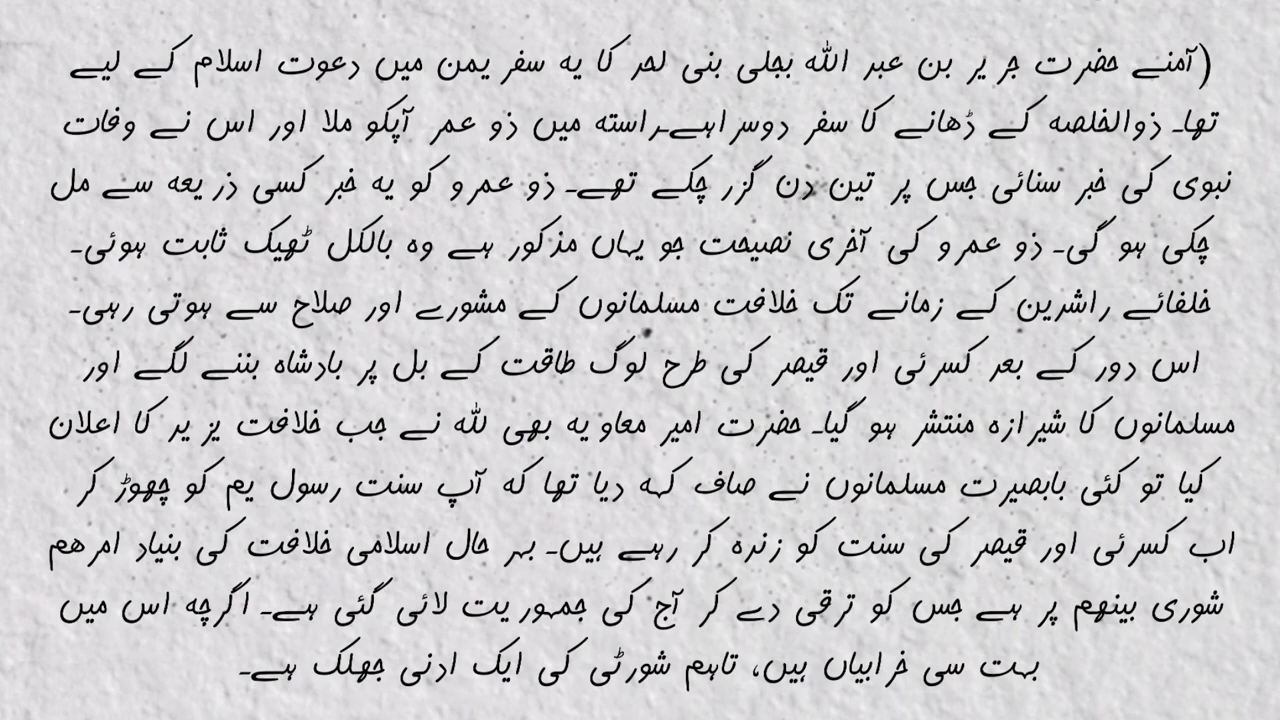 (آمنے حضرت جریر بن عبد اللہ بجلی بنی لحد کا یہ سفر یمن میں دعوت اسلام کے لیے
تھا۔ ذوالخلصہ کے ڈھانے کا سفر دوسراہے۔راستہ میں ذو عمر آپکو ملا اور اس نے وفات
نبوی کی خبر سنائی جس پر تین دن گزر چکے تھے۔ ذو عمرو کو یہ خبر کسی ذریعہ سے مل
چکی ہو گی۔ ذو عمرو کی آخری نصیحت جو یہاں مذکور ہے وہ بالکل ٹھیک ثابت ہوئی۔
خلفائے راشدین کے زمانے تک خلافت مسلمانوں کے مشورے اور صلاح سے ہوتی رہی۔
اس دور کے بعد کسرئی اور قیصر کی طرح لوگ طاقت کے بل پر بادشاہ بننے لگے اور
مسلمانوں کا شیرازہ منتشر ہو گیا۔ حضرت امیر معاویہ بھی للہ نے جب خلافت یزید کا اعلان
کیا تو کئی بابصیرت مسلمانوں نے صاف کہہ دیا تھا کہ آپ سنت رسول یم کو چھوڑ کر
اب کسرئی اور قیصر کی سنت کو زندہ کر رہے ہیں۔ بہر حال اسلامی خلافت کی بنیاد امرھم
شوری بینھم پر ہے جس کو ترقی دے کر آج کی جمہوریت لائی گئی ہے۔ اگرچہ اس میں
بہت سی خرابیاں ہیں، تاہم شورٹی کی ایک ادنی جھلک ہے۔